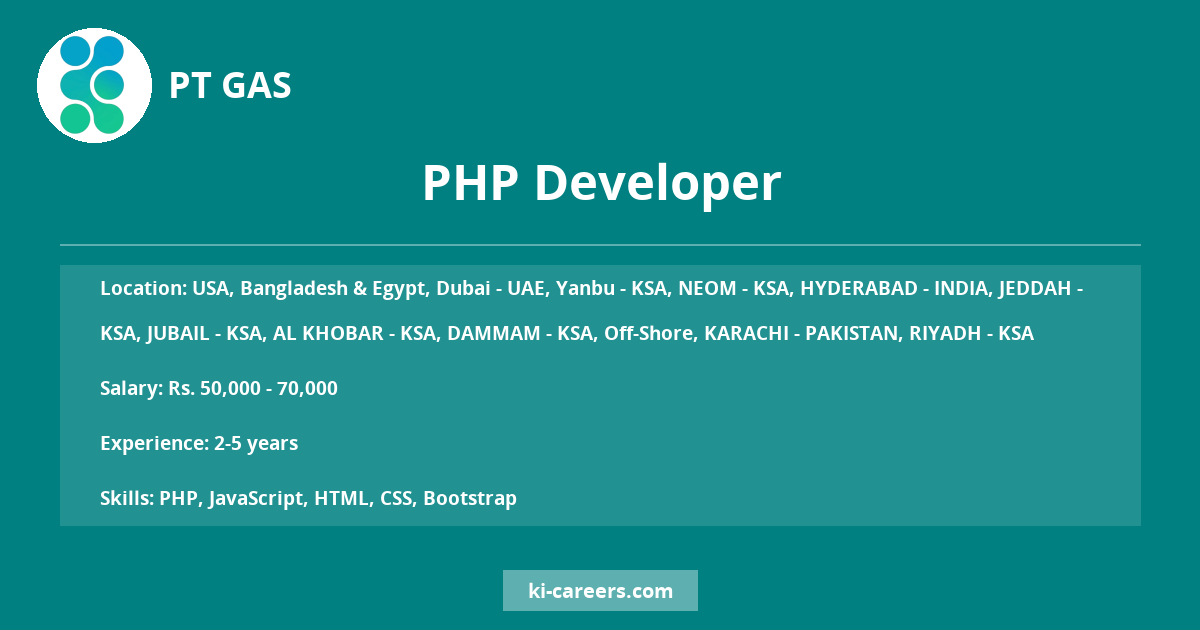 PT GAS
PHP Developer
Location: USA, Bangladesh & Egypt, Dubai - UAE, Yanbu - KSA, NEOM - KSA, HYDERABAD - INDIA, JEDDAH -
KSA, JUBAIL - KSA, AL KHOBAR - KSA, DAMMAM - KSA, Off-Shore, KARACHI - PAKISTAN, RIYADH - KSA
Salary: Rs. 50,000 - 70,000
Experience: 2-5 years
Skills: PHP, JavaScript, HTML, CSS, Bootstrap
ki-careers.com